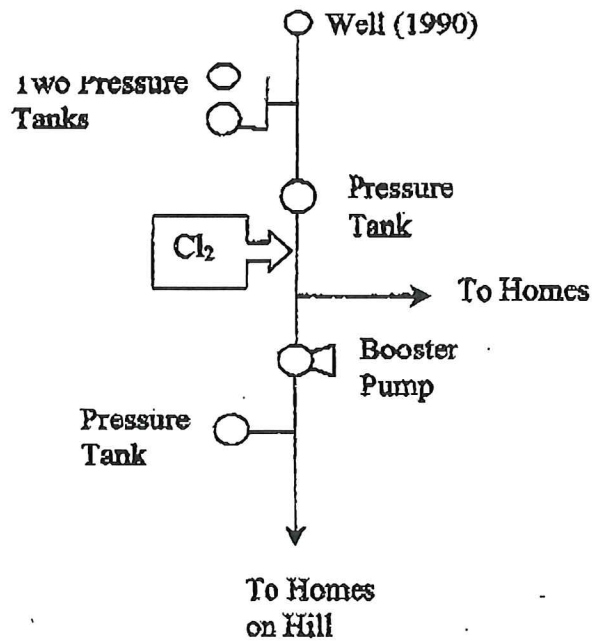 Well (1990)
Two Pressure
Tanks
Pressure
Tank
Cl₂
To Homes
Booster
Pump
Pressure
Tank
To Homes
on Hill